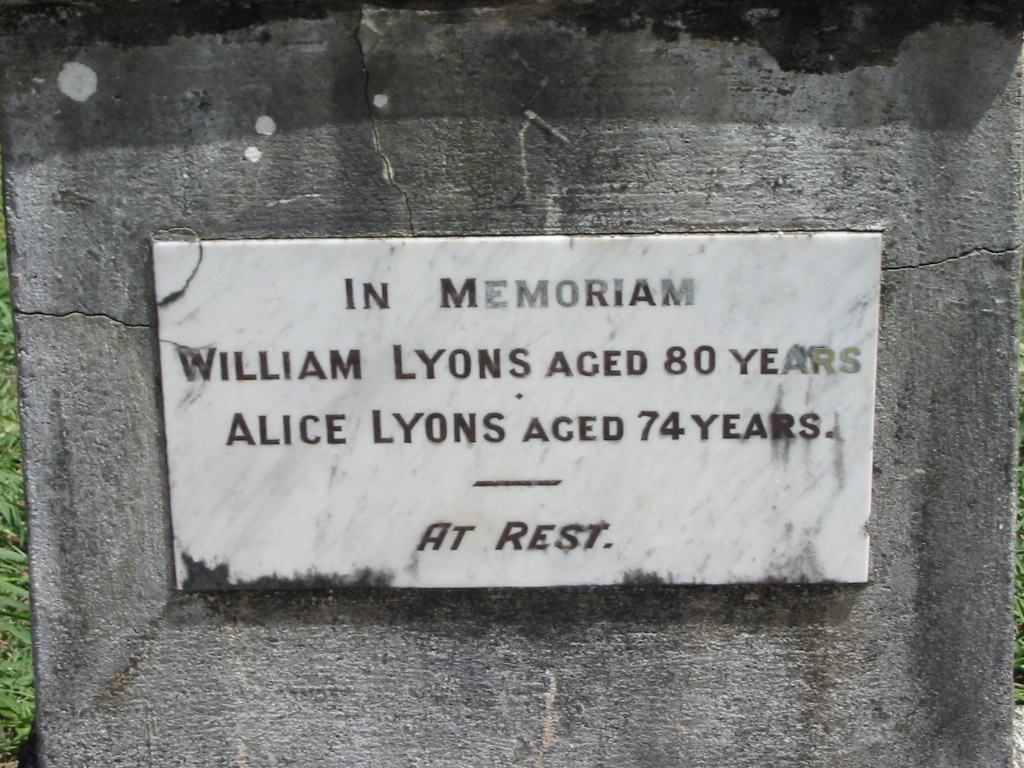 IN MEMORIAM
WILLIAM LYONS AGED 80 YEARS
ALICE LYONS AGED 74 YEARS.
AT REST.